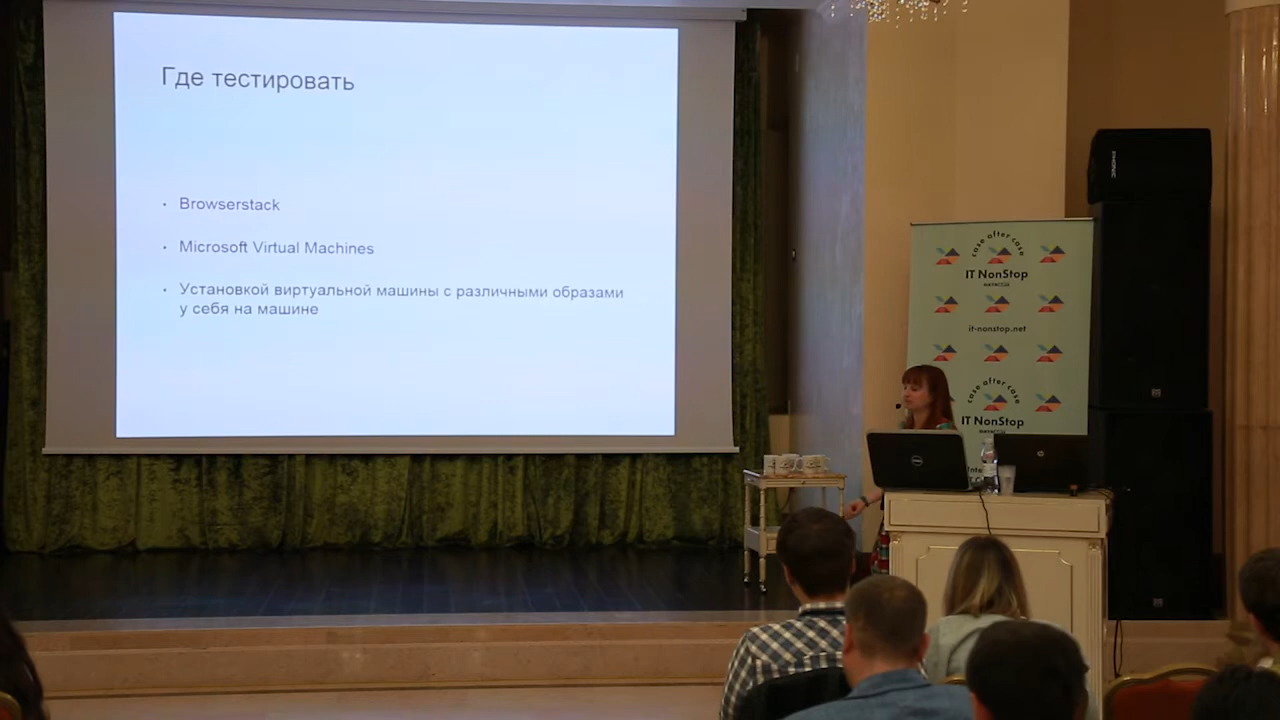 Где тестировать
Browserstack
Microsoft Virtual Machines
Установкой виртуальной машины с различными образами
у себя на машине
case after case
IT NonStop
it-nonstop.net
case after case
IT NonStop